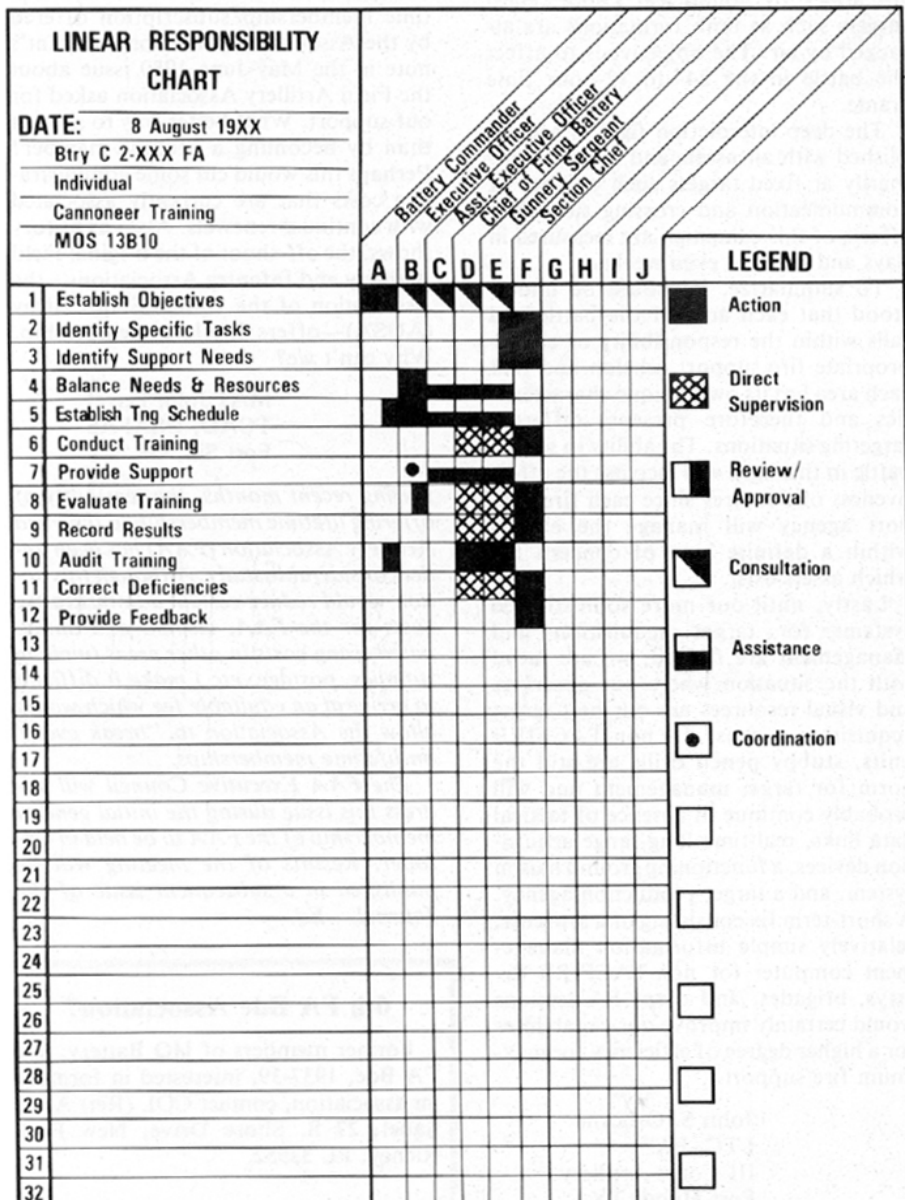 LINEAR RESPONSIBILITY
CHART
DATE: 8 August 19XX
Btry C 2-XXX FA
Individual
Cannoneer Training
MOS 13B10
Battery Commander
Executive Officer
Asst. Executive Officer
Chief of Firing Battery
Gunnery Sergeant
Section Chief
A B C D E F G H I J
LEGEND
1 Establish Objectives
2 Identify Specific Tasks
3 Identify Support Needs
4 Balance Needs & Resources
5 Establish Tng Schedule
6 Conduct Training
7 Provide Support
8 Evaluate Training
9 Record Results
10 Audit Training
11 Correct Deficiencies
12 Provide Feedback
13
14
15
16
17
18
19
20
21
22
23
24
25
26
27
28
29
30
31
32
Action
Direct
Supervision
Review/
Approval
Consultation
Assistance
Coordination